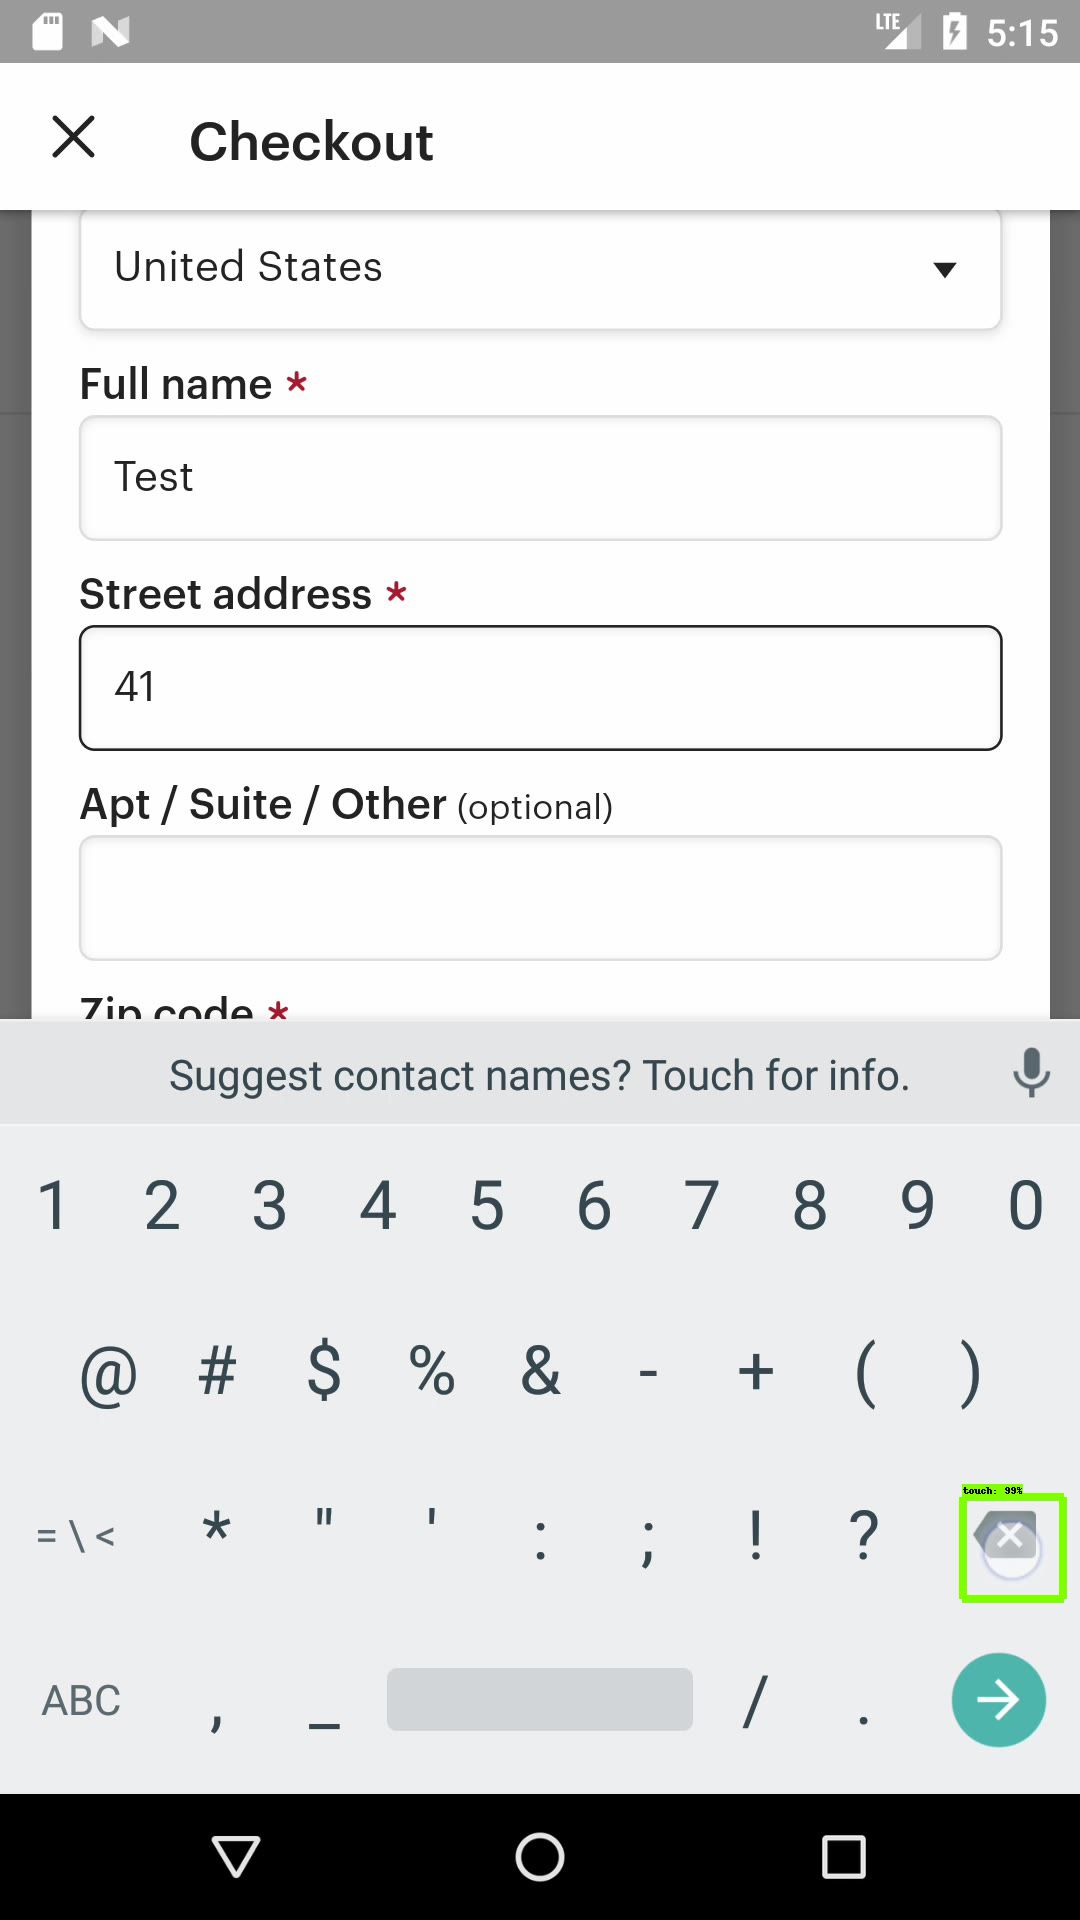 LTE 5:15
Checkout
United States
Full name *
Test
Street address *
41
Apt / Suite / Other (optional)
Zip code *
Suggest contact names? Touch for info.
1 2 3 4 5 6 7 8 9 0
@ # $ % & - + ( )
touch: 99%
= \ < * " ' : ; ! ?
ABC , _ / .